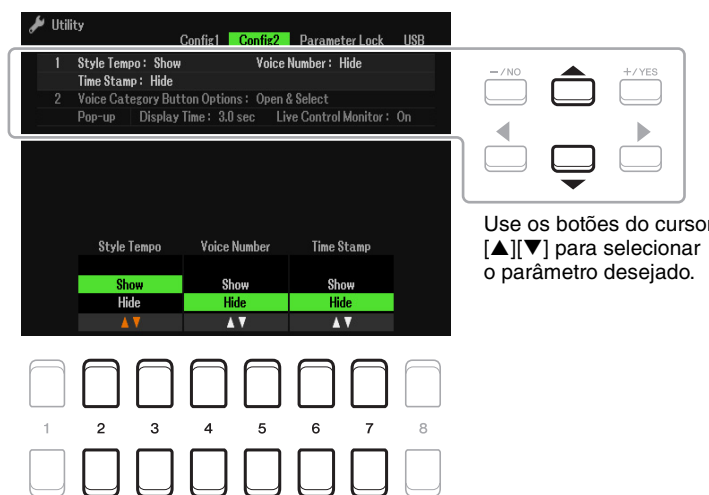 Utility
Config1 Config2 Parameter Lock USB
1 Style Tempo : Show Voice Number : Hide
Time Stamp : Hide
2 Voice Category Button Options : Open & Select
Pop-up Display Time : 3.0 sec Live Control Monitor : On
-/NO +/YES
Use os botões do cursor
[▲][▼] para selecionar
o parâmetro desejado.
Style Tempo Voice Number Time Stamp
Show Show Show
Hide Hide Hide
1 2 3 4 5 6 7 8